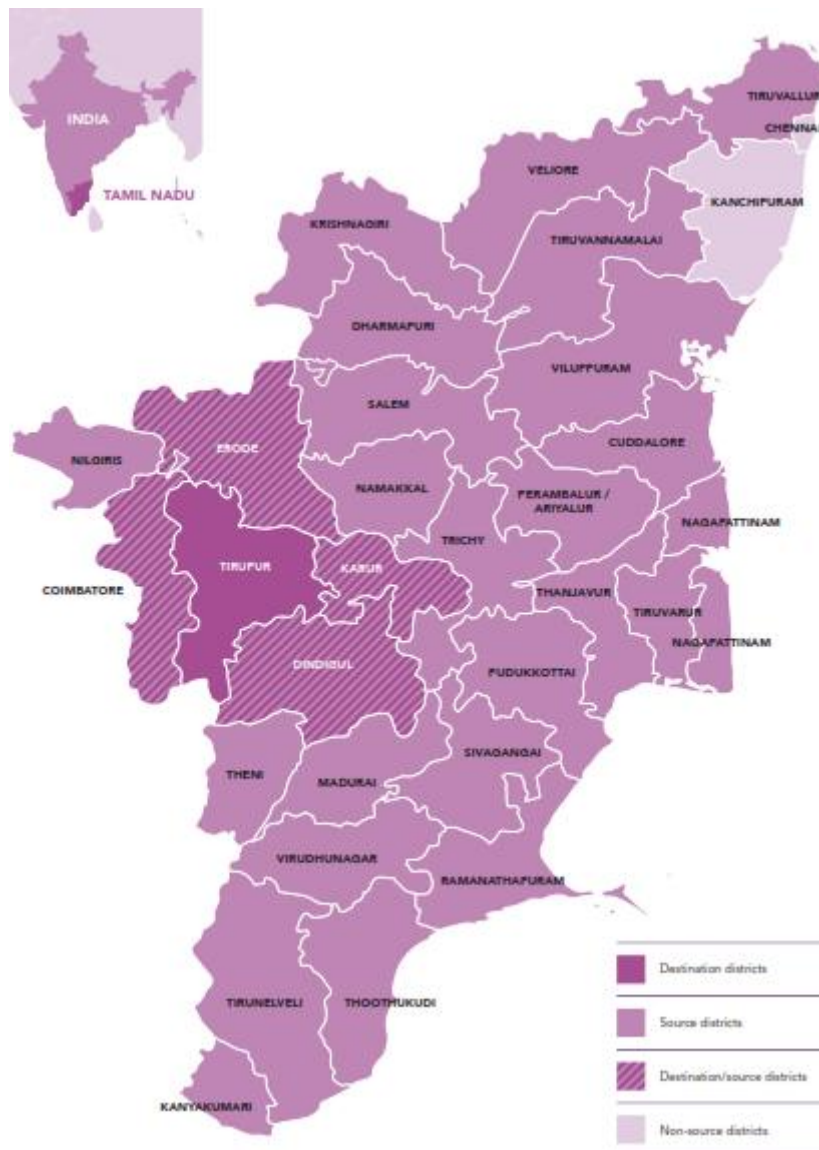 INDIA
TAMIL NADU
TIRUVALLUR
CHENNAI
VELIORE
KANCHIPURAM
KRISHNAGIRI
TIRUVANNAMALAI
DHARMAPURI
VILUPPURAM
SALEM
CUDDALORE
ERODE
NILGIRIS
NAMAKKAL
PERAMBALUR /
ARIYALUR
NAGAPATTINAM
TRICHY
TIRUPUR
KARUR
COIMBATORE
THANJAVUR
TIRUVARUR
NAGAPATTINAM
DINDIGUL
PUDUKKOTTAI
SIVAGANGAI
THENI
MADURAI
VIRUDHUNAGAR
RAMANATHAPURAM
TIRUNELVELI
THOOTHUKUDI
KANYAKUMARI
Destination districts
Source districts
Destination/source districts
Non-source districts